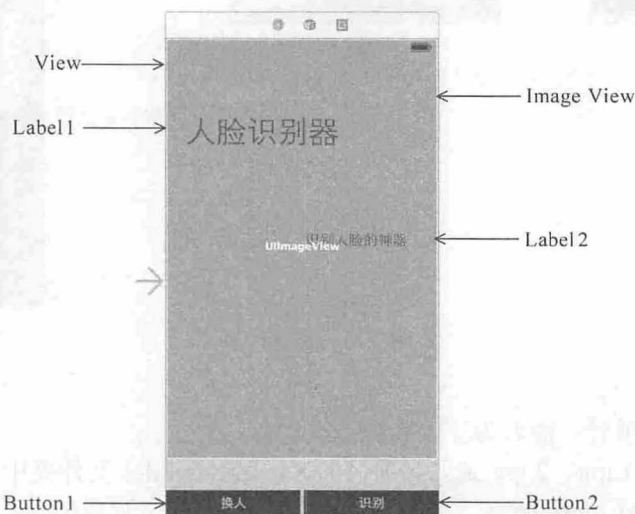 View
Image View
Label1
人脸识别器
识别人脸的神器
UIImageView
Label2
Button1
换人
识别
Button2